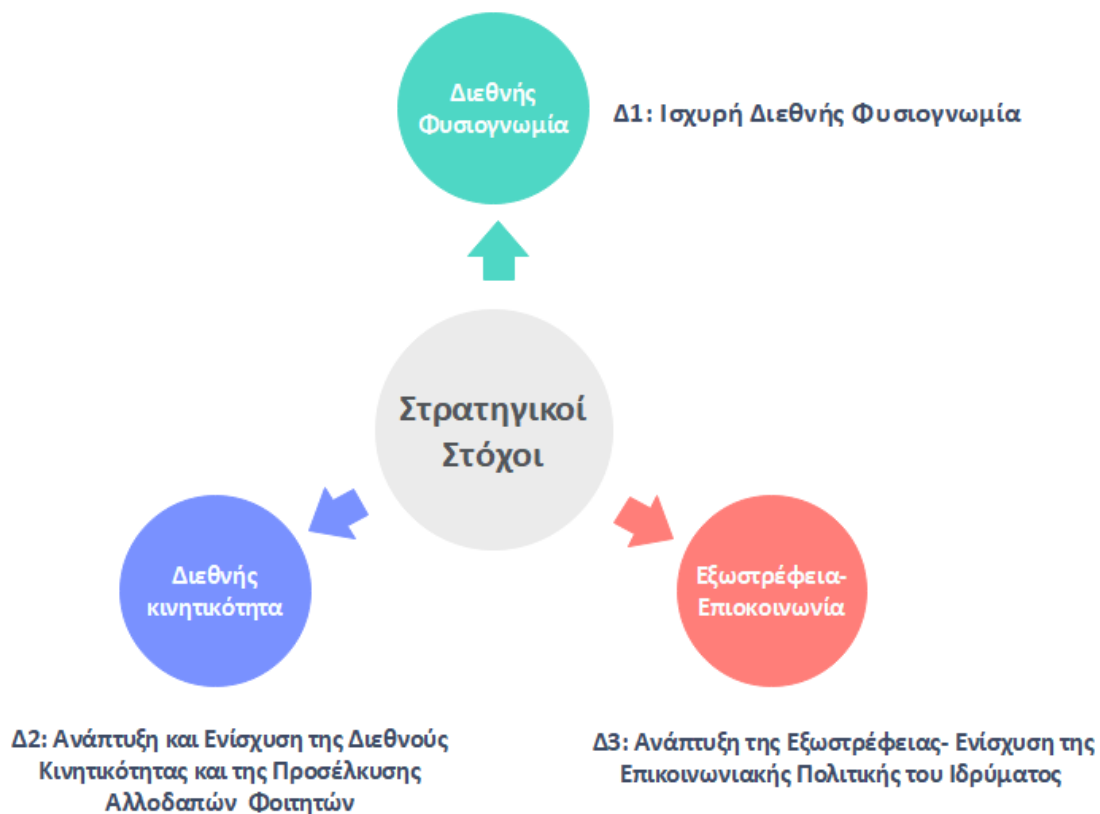 Διεθνής
Φυσιογνωμία
Δ1: Ισχυρή Διεθνής Φυσιογνωμία
Στρατηγικοί
Στόχοι
Διεθνής
κινητικότητα
Εξωστρέφεια-
Επιοκοινωνία
Δ2: Ανάπτυξη και Ενίσχυση της Διεθνούς
Κινητικότητας και της Προσέλκυσης
Αλλοδαπών Φοιτητών
Δ3: Ανάπτυξη της Εξωστρέφειας- Ενίσχυση της
Επικοινωνιακής Πολιτικής του Ιδρύματος